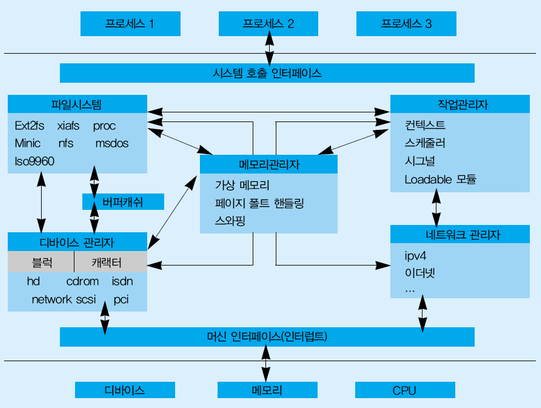 프로세스 1
프로세스 2
프로세스 3
시스템 호출 인터페이스
파일시스템
Ext2fs xiafs proc
Minic nfs msdos
Iso9960
작업관리자
컨텍스트
스케줄러
시그널
Loadable 모듈
메모리관리자
가상 메모리
페이지 폴트 핸들링
스와핑
버퍼캐쉬
디바이스 관리자
블럭 캐랙터
hd cdrom isdn
network scsi pci
네트워크 관리자
ipv4
이더넷
...
머신 인터페이스(인터럽트)
디바이스
메모리
CPU